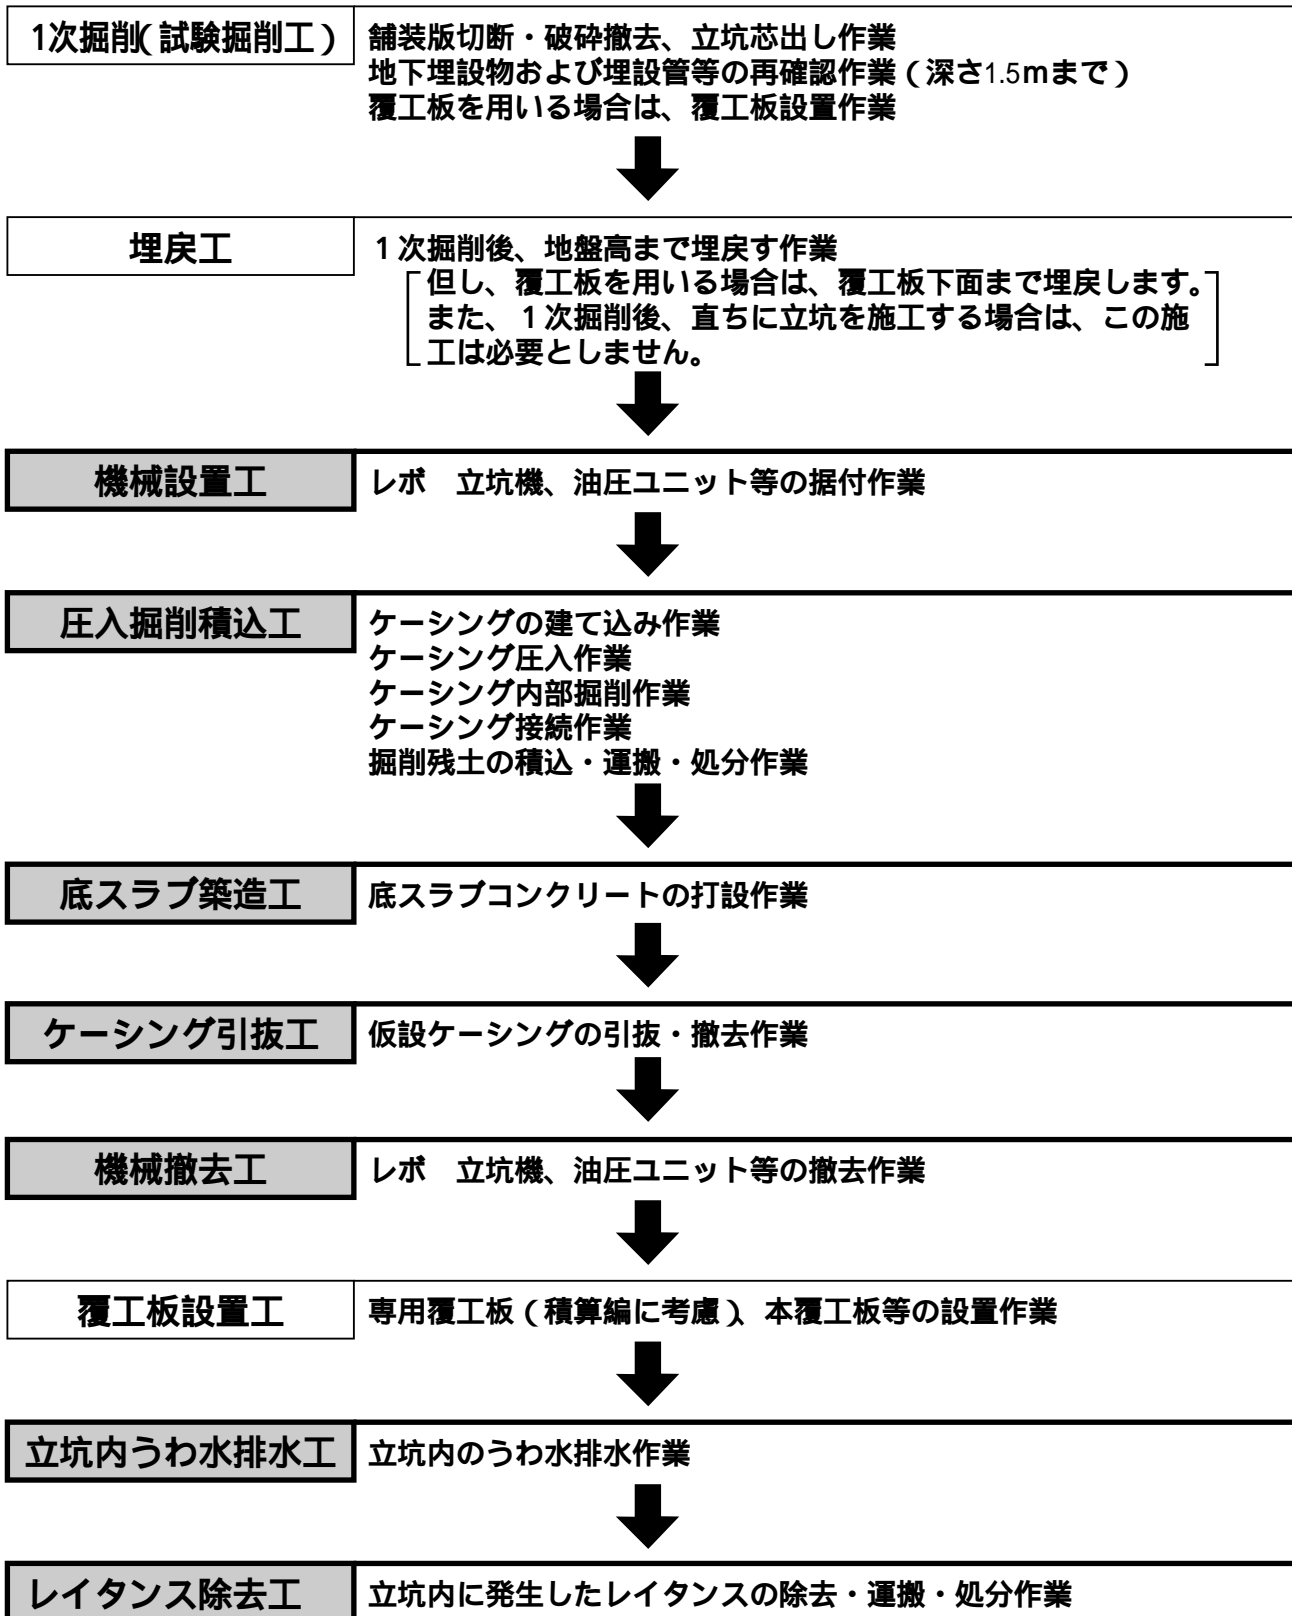 1次掘削(試験掘削工)
舗装版切断・破砕撤去、立坑芯出し作業
地下埋設物および埋設管等の再確認作業(深さ1.5mまで)
覆工板を用いる場合は、覆工板設置作業
埋戻工
1次掘削後、地盤高まで埋戻す作業
但し、覆工板を用いる場合は、覆工板下面まで埋戻します。
また、1次掘削後、直ちに立坑を施工する場合は、この施
工は必要としません。
機械設置工
レボ 立坑機、油圧ユニット等の据付作業
圧入掘削積込工
ケーシングの建て込み作業
ケーシング圧入作業
ケーシング内部掘削作業
ケーシング接続作業
掘削残土の積込・運搬・処分作業
底スラブ築造工
底スラブコンクリートの打設作業
ケーシング引抜工
仮設ケーシングの引抜・撤去作業
機械撤去工
レボ 立坑機、油圧ユニット等の撤去作業
覆工板設置工
専用覆工板(積算編に考慮)、本覆工板等の設置作業
立坑内うわ水排水工
立坑内のうわ水排水作業
レイタンス除去工
立坑内に発生したレイタンスの除去・運搬・処分作業